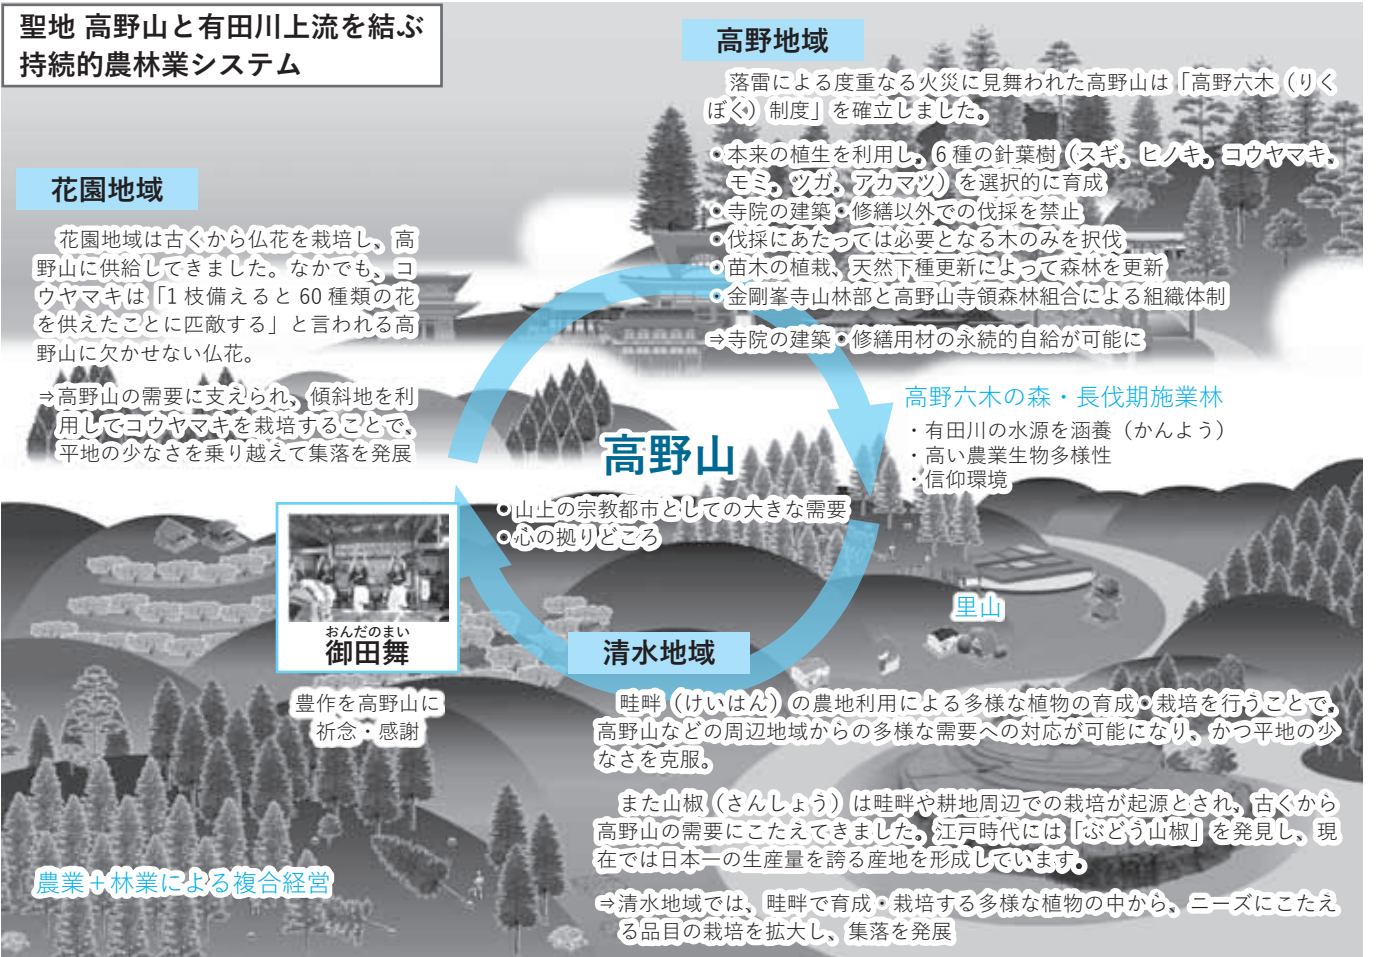 聖地 高野山と有田川上流を結ぶ
持続的農林業システム
高野地域
落雷による度重なる火災に見舞われた高野山は「高野六木（りく
ぼく）制度」を確立しました。
・本来の植生を利用し、6種の針葉樹（スギ、ヒノキ、コウヤマキ、
モミ、ツガ、アカマツ）を選択的に育成
・寺院の建築・修繕以外での伐採を禁止
・伐採にあたっては必要となる木のみを択伐
・苗木の植栽、天然下種更新によって森林を更新
・金剛峯寺山林部と高野山寺領森林組合による組織体制
⇒寺院の建築・修繕用材の永続的自給が可能に
花園地域
花園地域は古くから仏花を栽培し、高
野山に供給してきました。なかでも、コ
ウヤマキは「1枝備えると60種類の花
を供えたことに匹敵する」と言われる高
野山に欠かせない仏花。
⇒高野山の需要に支えられ、傾斜地を利
用してコウヤマキを栽培することで、
平地の少なさを乗り越えて集落を発展
高野六木の森・長伐期施業林
・有田川の水源を涵養（かんよう）
・高い農業生物多様性
・信仰環境
高野山
・山上の宗教都市としての大きな需要
・心の拠りどころ
おんだのまい
御田舞
豊作を高野山に
祈念・感謝
里山
清水地域
畦畔（けいはん）の農地利用による多様な植物の育成・栽培を行うことで、
高野山などの周辺地域からの多様な需要への対応が可能になり、かつ平地の少
なさを克服。
また山椒（さんしょう）は畦畔や耕地周辺での栽培が起源とされ、古くから
高野山の需要にこたえてきました。江戸時代には「ぶどう山椒」を発見し、現
在では日本一の生産量を誇る産地を形成しています。
⇒清水地域では、畦畔で育成・栽培する多様な植物の中から、ニーズにこたえ
る品目の栽培を拡大し、集落を発展
農業＋林業による複合経営